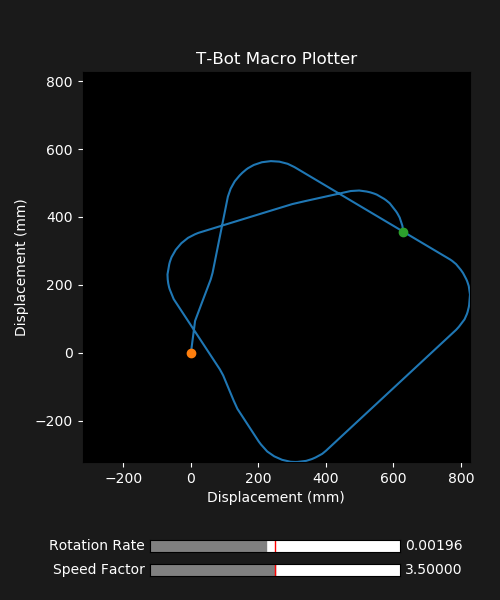 T-Bot Macro Plotter
800
600
400
200
0
−200
Displacement (mm)
−200 0 200 400 600 800
Displacement (mm)
Rotation Rate 0.00196
Speed Factor 3.50000